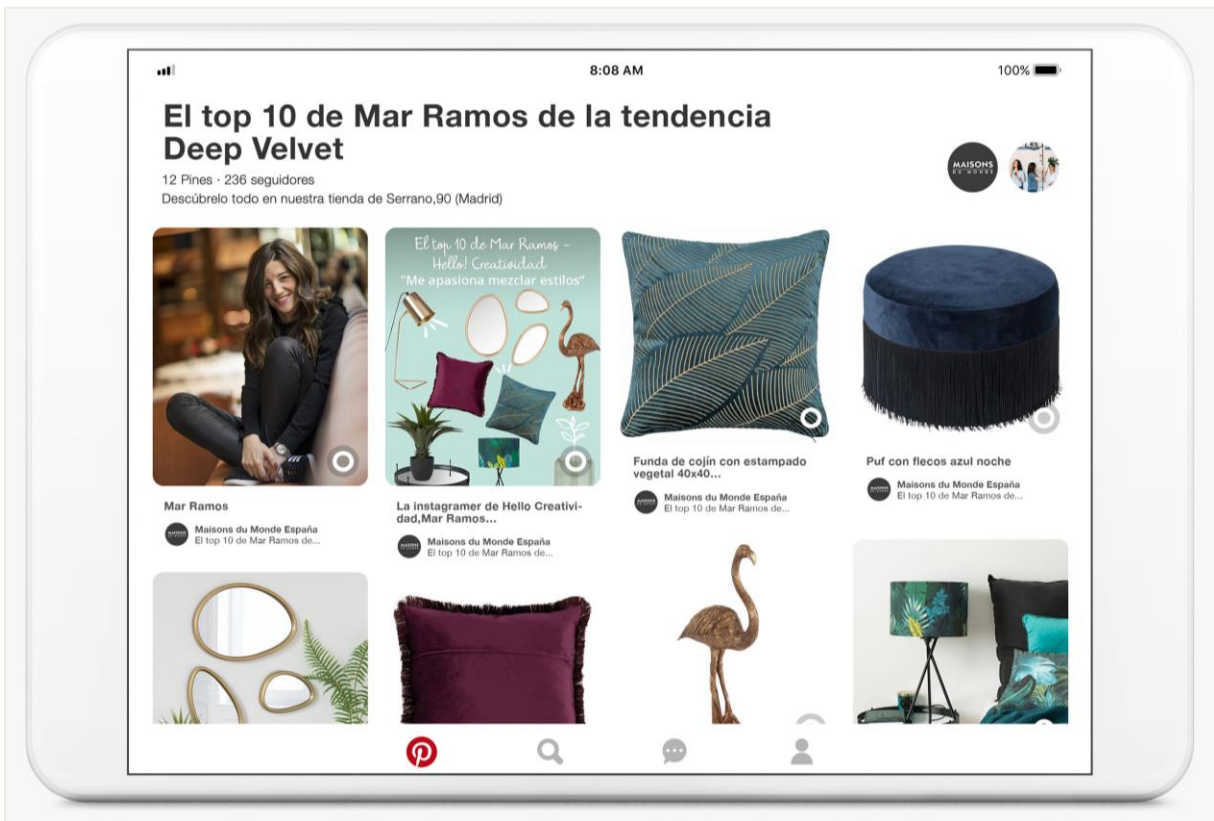 8:08 AM
100%
El top 10 de Mar Ramos de la tendencia
Deep Velvet
12 Pines · 236 seguidores
Descúbrelo todo en nuestra tienda de Serrano,90 (Madrid)
MAISONS
DU MONDE
El top 10 de Mar Ramos -
Hello! Creatividad
"Me apasiona mezclar estilos"
Mar Ramos
Maisons du Monde España
El top 10 de Mar Ramos de...
La instagramer de Hello Creativi-
dad,Mar Ramos...
Maisons du Monde España
El top 10 de Mar Ramos de...
Funda de cojín con estampado
vegetal 40x40...
Maisons du Monde España
El top 10 de Mar Ramos de...
Puf con flecos azul noche
Maisons du Monde España
El top 10 de Mar Ramos de...